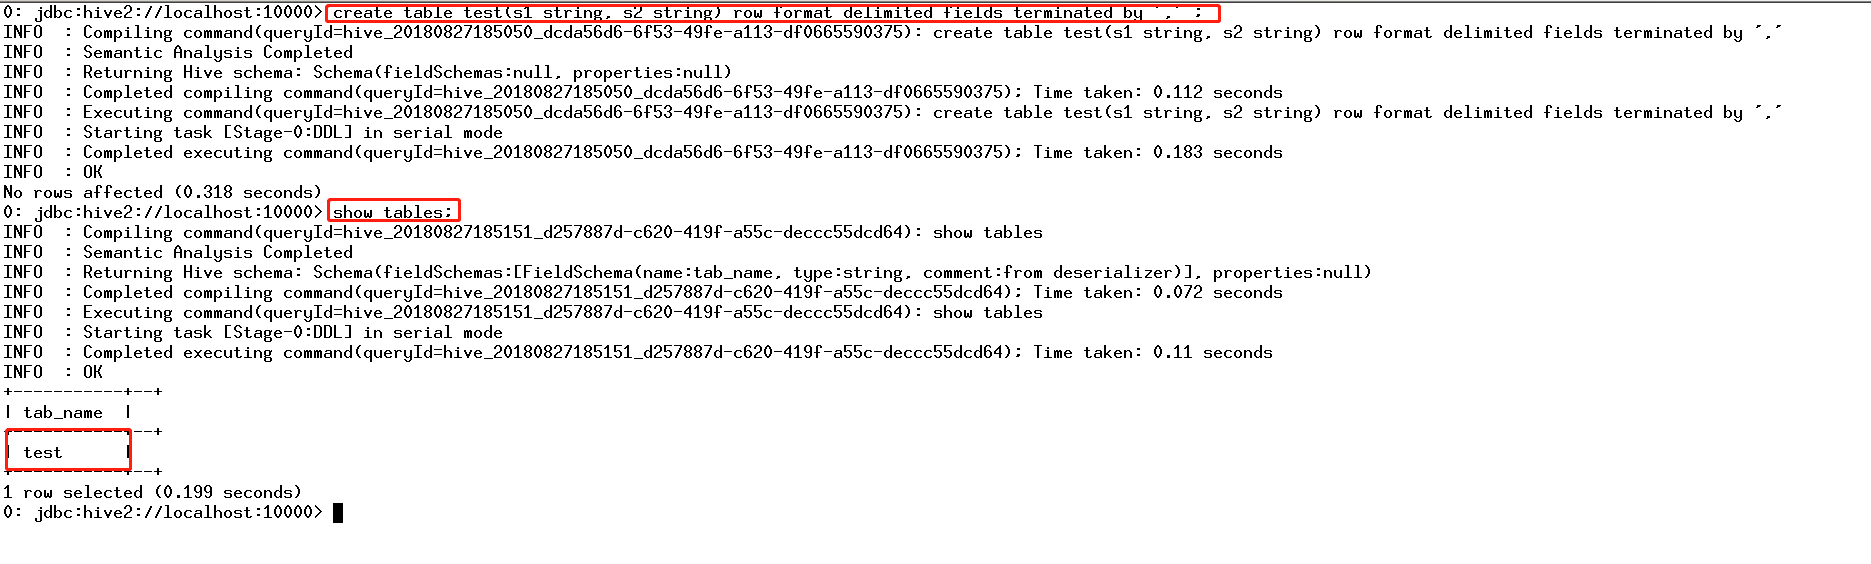 0: jdbc:hive2://localhost:10000> create table test(s1 string, s2 string) row format delimited fields terminated by ',' ;
INFO  : Compiling command(queryId=hive_20180827185050_dcda56d6-6f53-49fe-a113-df0665590375): create table test(s1 string, s2 string) row format delimited fields terminated by ','
INFO  : Semantic Analysis Completed
INFO  : Returning Hive schema: Schema(fieldSchemas:null, properties:null)
INFO  : Completed compiling command(queryId=hive_20180827185050_dcda56d6-6f53-49fe-a113-df0665590375); Time taken: 0.112 seconds
INFO  : Executing command(queryId=hive_20180827185050_dcda56d6-6f53-49fe-a113-df0665590375): create table test(s1 string, s2 string) row format delimited fields terminated by ','
INFO  : Starting task [Stage-0:DDL] in serial mode
INFO  : Completed executing command(queryId=hive_20180827185050_dcda56d6-6f53-49fe-a113-df0665590375); Time taken: 0.183 seconds
INFO  : OK
No rows affected (0.318 seconds)
0: jdbc:hive2://localhost:10000> show tables;
INFO  : Compiling command(queryId=hive_20180827185151_d257887d-c620-419f-a55c-deccc55dcd64): show tables
INFO  : Semantic Analysis Completed
INFO  : Returning Hive schema: Schema(fieldSchemas:[FieldSchema(name:tab_name, type:string, comment:from deserializer)], properties:null)
INFO  : Completed compiling command(queryId=hive_20180827185151_d257887d-c620-419f-a55c-deccc55dcd64); Time taken: 0.072 seconds
INFO  : Executing command(queryId=hive_20180827185151_d257887d-c620-419f-a55c-deccc55dcd64): show tables
INFO  : Starting task [Stage-0:DDL] in serial mode
INFO  : Completed executing command(queryId=hive_20180827185151_d257887d-c620-419f-a55c-deccc55dcd64); Time taken: 0.11 seconds
INFO  : OK
+-----------+--+
| tab_name  |
+-----------+--+
| test      |
+-----------+--+
1 row selected (0.199 seconds)
0: jdbc:hive2://localhost:10000>